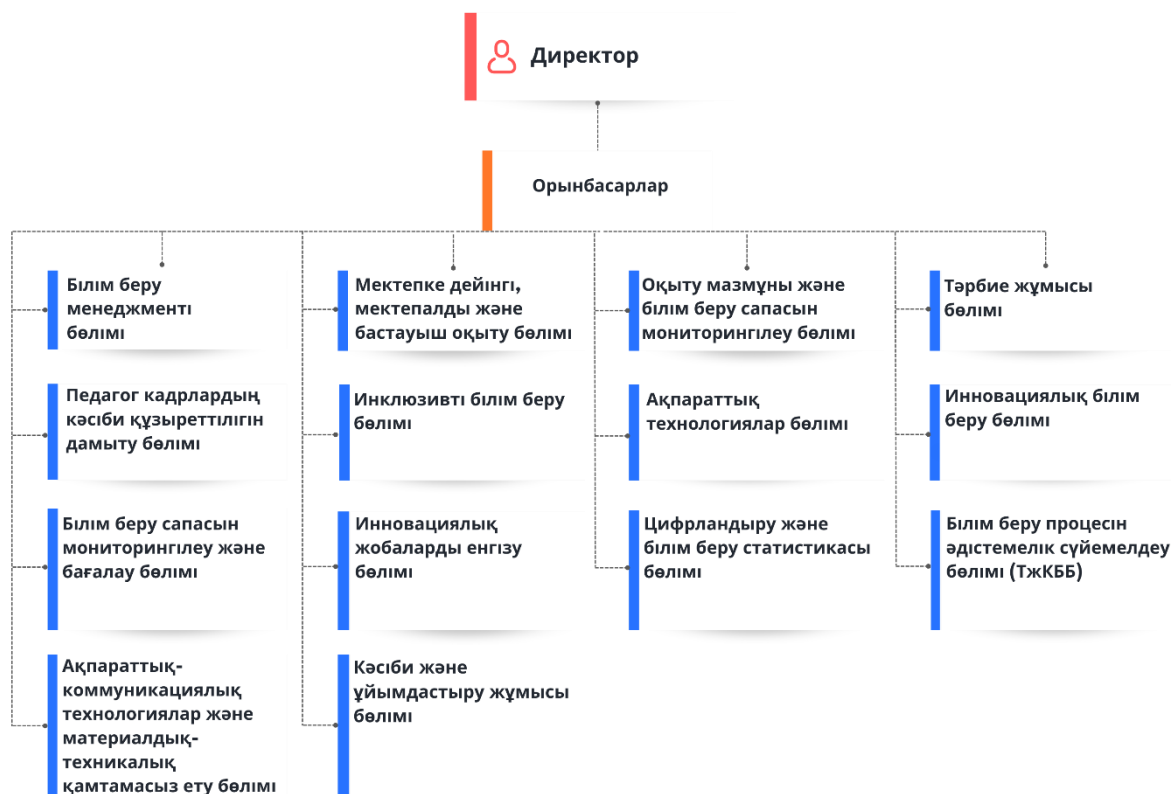 Директор
Орынбасарлар
Білім беру
менеджменті
бөлімі
Педагог кадрлардың
кәсіби құзыреттілігін
дамыту бөлімі
Білім беру сапасын
мониторингілеу және
бағалау бөлімі
Ақпараттық-
коммуникациялық
технологиялар және
материалдық-
техникалық
қамтамасыз ету бөлімі
Мектепке дейінгі,
мектепалды және
бастауыш оқыту бөлімі
Инклюзивті білім беру
бөлімі
Инновациялық
жобаларды енгізу
бөлімі
Кәсіби және
ұйымдастыру жұмысы
бөлімі
Оқыту мазмұны және
білім беру сапасын
мониторингілеу бөлімі
Ақпараттық
технологиялар бөлімі
Цифрландыру және
білім беру статистикасы
бөлімі
Тәрбие жұмысы
бөлімі
Инновациялық білім
беру бөлімі
Білім беру процесін
әдістемелік сүйемелдеу
бөлімі (ТжКББ)